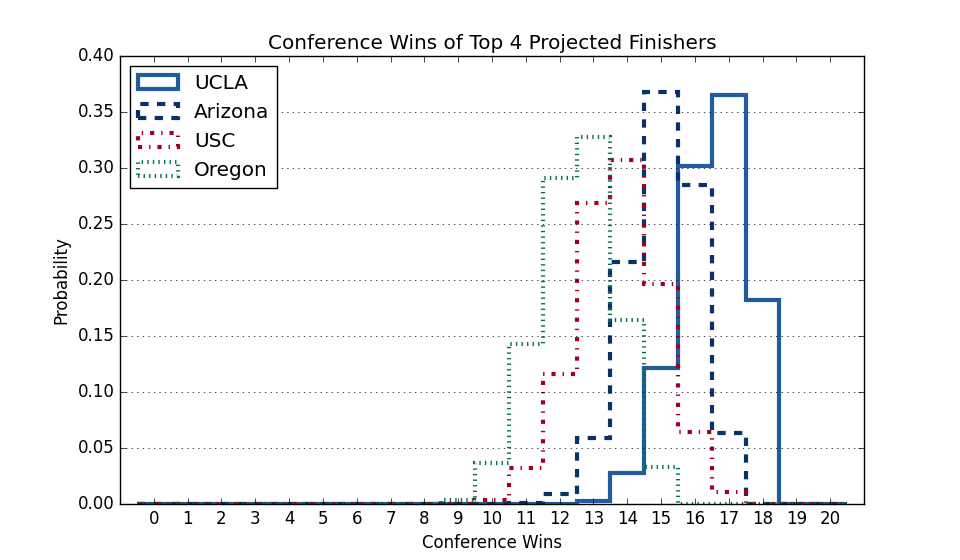 Conference Wins of Top 4 Projected Finishers
0.40
0.35
0.30
0.25
0.20
0.15
0.10
0.05
0.00
Probability
UCLA
Arizona
USC
Oregon
0 1 2 3 4 5 6 7 8 9 10 11 12 13 14 15 16 17 18 19 20
Conference Wins